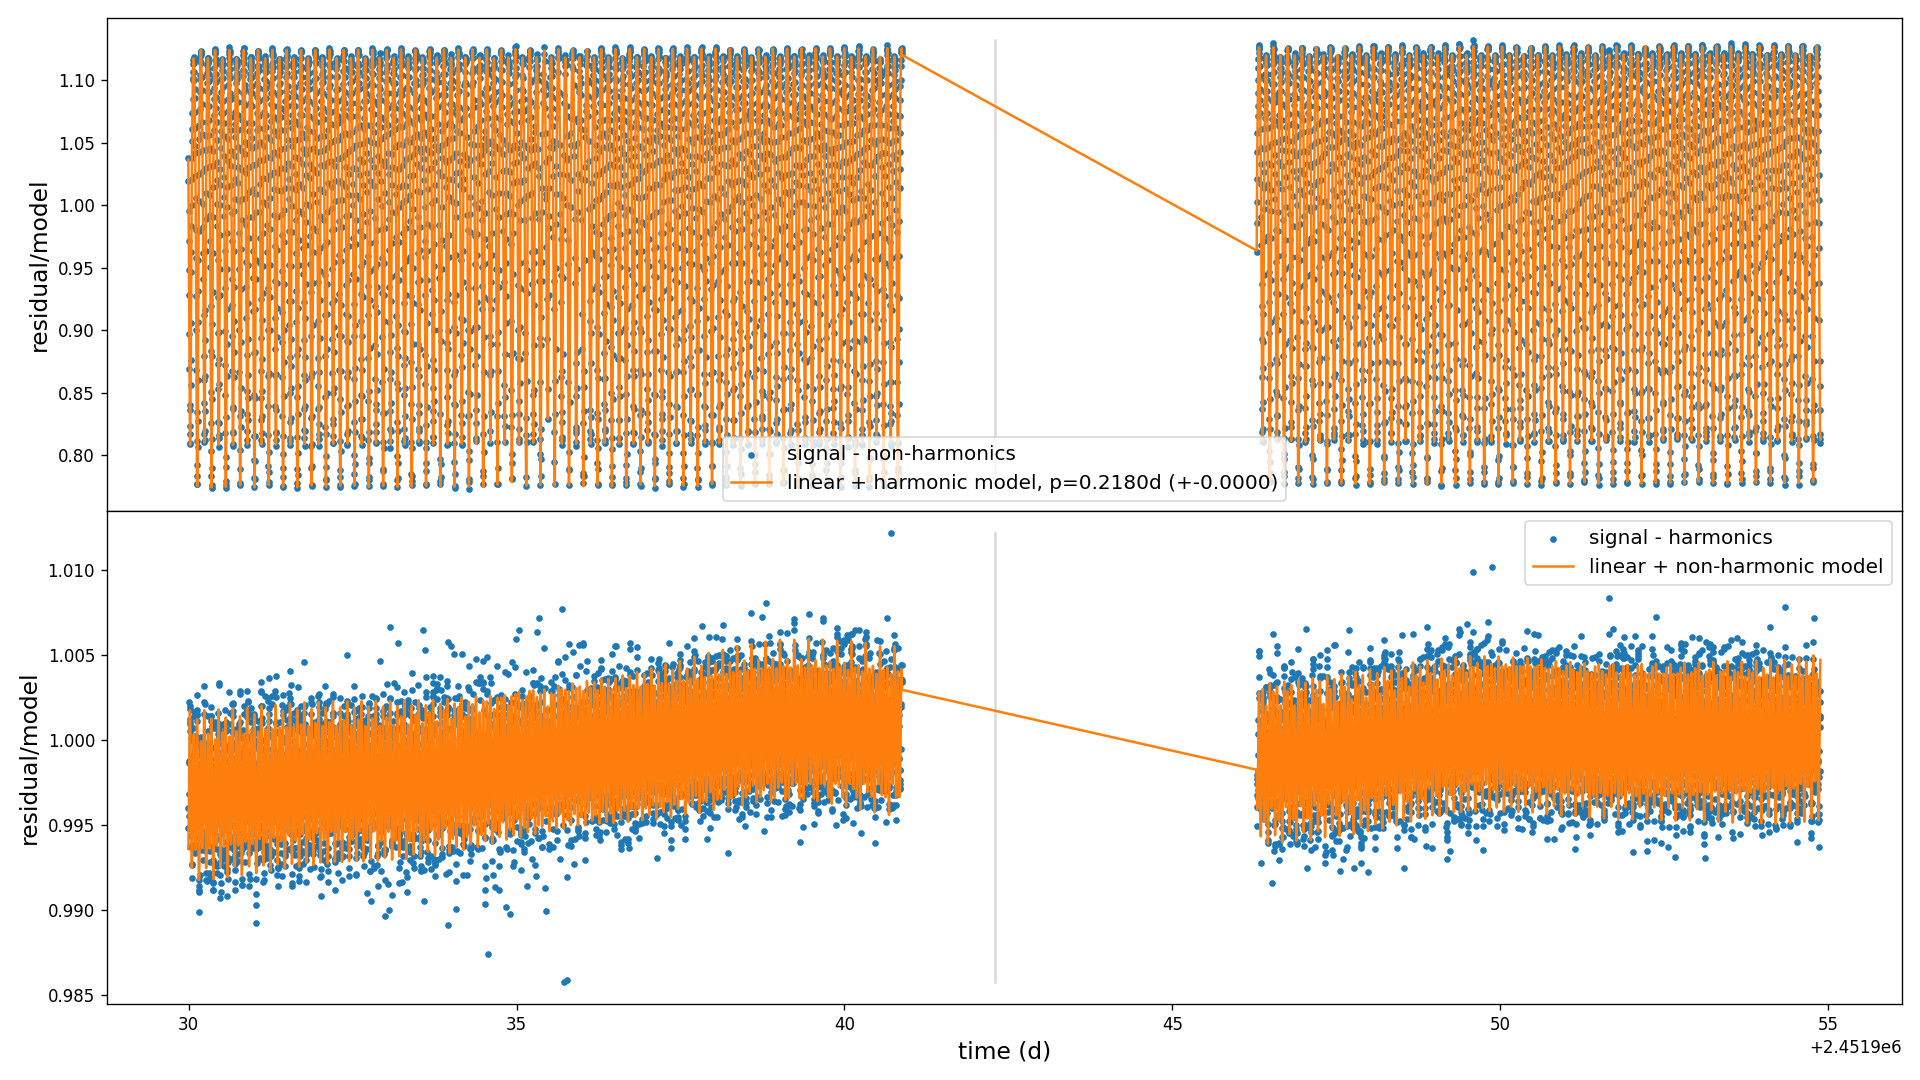 1.10
1.05
1.00
0.95
0.90
0.85
0.80
residual/model
signal - non-harmonics
linear + harmonic model, p=0.2180d (+-0.0000)
signal - harmonics
linear + non-harmonic model
1.010
1.005
1.000
0.995
0.990
0.985
residual/model
30
35
40
45
50
55
time (d)
+2.4519e6